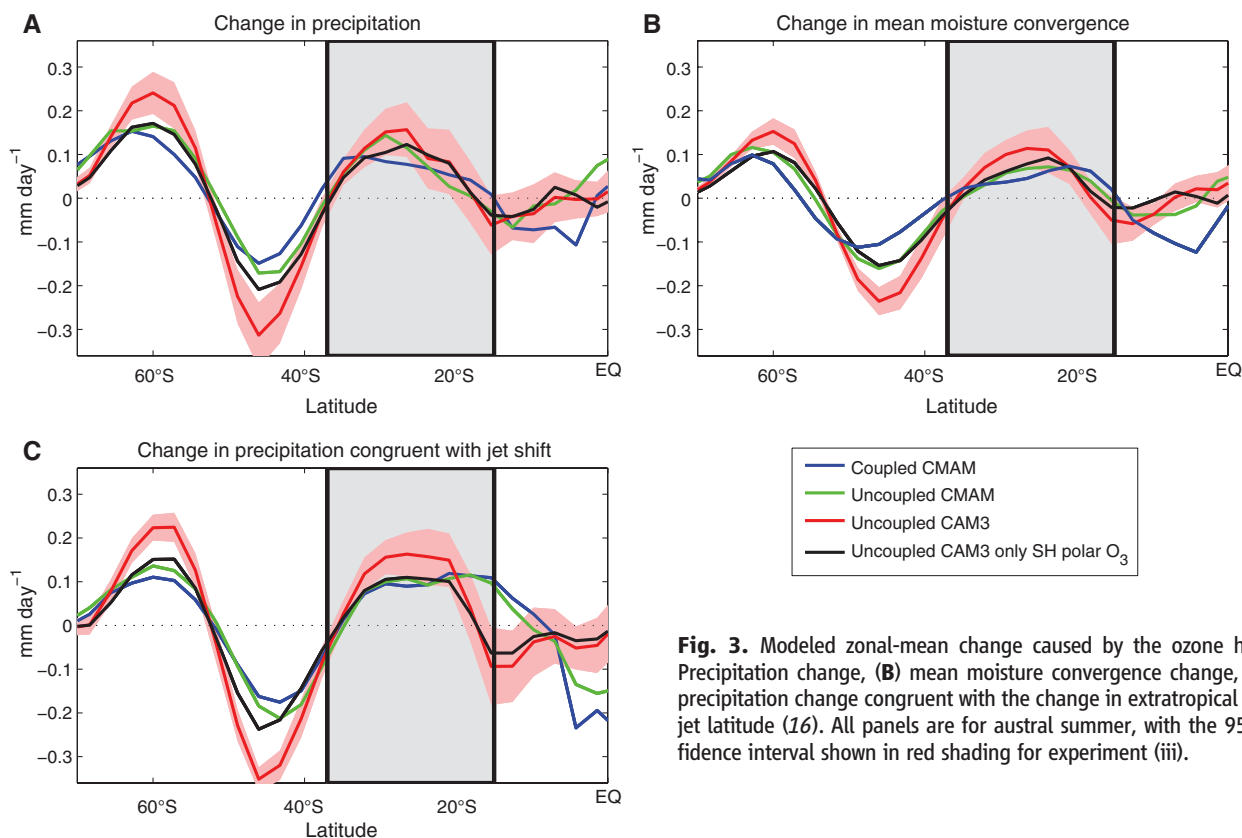 A
Change in precipitation
mm day⁻¹
0.3
0.2
0.1
0
−0.1
−0.2
−0.3
60°S
40°S
20°S
EQ
Latitude
B
Change in mean moisture convergence
mm day⁻¹
0.3
0.2
0.1
0
−0.1
−0.2
−0.3
60°S
40°S
20°S
EQ
Latitude
C
Change in precipitation congruent with jet shift
mm day⁻¹
0.3
0.2
0.1
0
−0.1
−0.2
−0.3
60°S
40°S
20°S
EQ
Latitude
Coupled CMAM
Uncoupled CMAM
Uncoupled CAM3
Uncoupled CAM3 only SH polar O₃
Fig. 3. Modeled zonal-mean change caused by the ozone h
Precipitation change, (B) mean moisture convergence change,
precipitation change congruent with the change in extratropical
jet latitude (16). All panels are for austral summer, with the 95
fidence interval shown in red shading for experiment (iii).